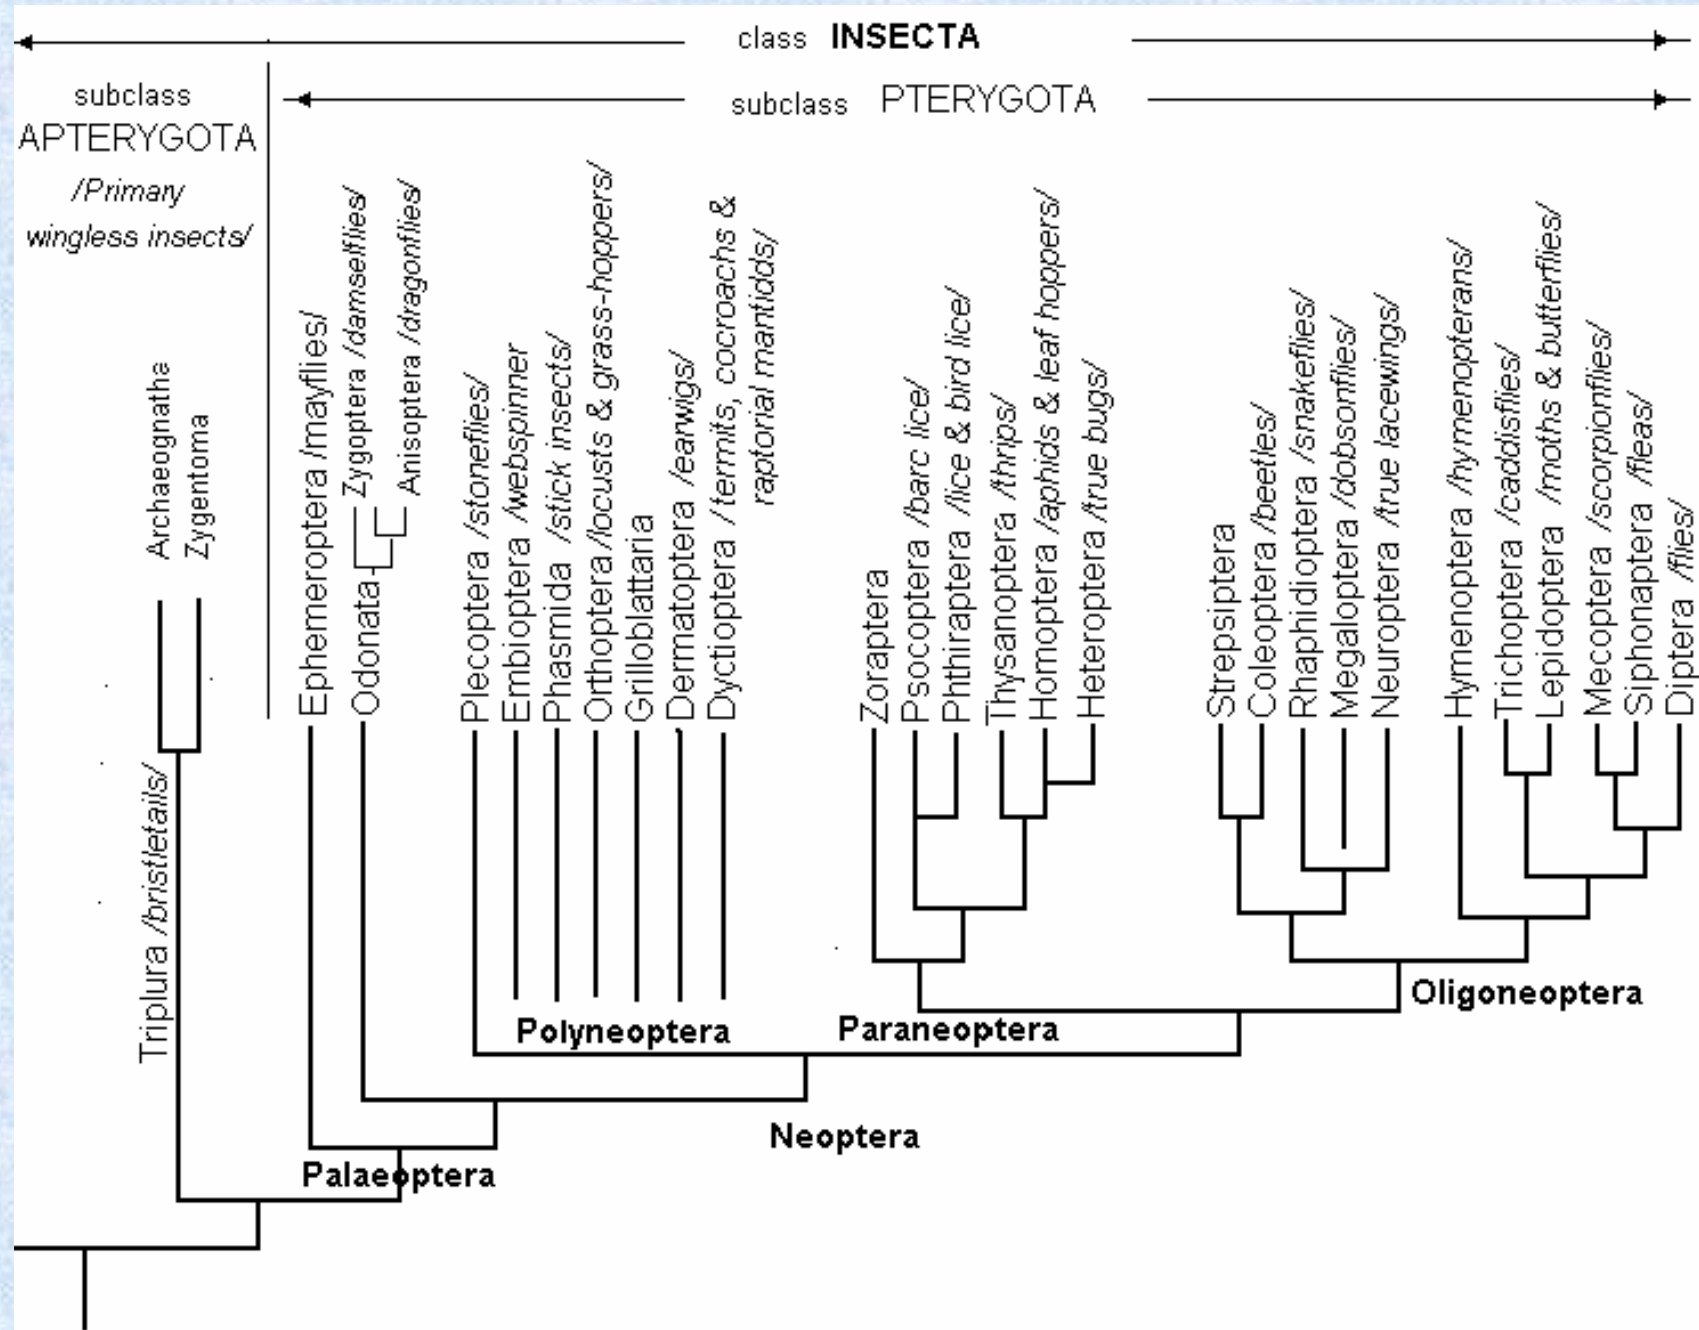 class INSECTA
subclass
APTERYGOTA
/Primary
wingless insects/
subclass PTERYGOTA
Archaeognatha
Zygentoma
Triplura /bristletails/
Ephemeroptera /mayflies/
Odonata
Zygoptera /damselflies/
Anisoptera /dragonflies/
Plecoptera /stoneflies/
Embioptera /webspinner
Phasmida /stick insects/
Orthoptera /locusts & grass-hoppers/
Grilloblattaria
Dermatoptera /earwigs/
Dyctioptera /termits, cocroachs &
raptorial mantidds/
Zoraptera
Psocoptera /barc lice/
Phthiraptera /lice & bird lice/
Thysanoptera /thrips/
Homoptera /aphids & leaf hoppers/
Heteroptera /true bugs/
Strepsiptera
Coleoptera /beetles/
Rhaphidioptera /snakeflies/
Megaloptera /dobsonflies/
Neuroptera /true lacewings/
Hymenoptera /hymenopterans/
Trichoptera /caddisflies/
Lepidoptera /moths & butterflies/
Mecoptera /scorpionflies/
Siphonaptera /fleas/
Diptera /flies/
Oligoneoptera
Polyneoptera
Paraneoptera
Neoptera
Palaeoptera